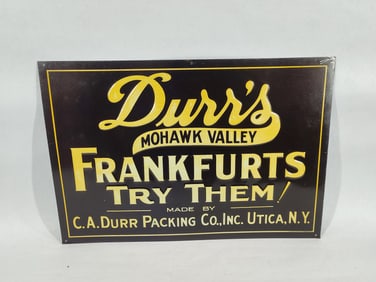 Durr's
MOHAWK VALLEY
FRANKFURTS
TRY THEM!
MADE BY
C.A. DURR PACKING CO., INC. UTICA, N.Y.